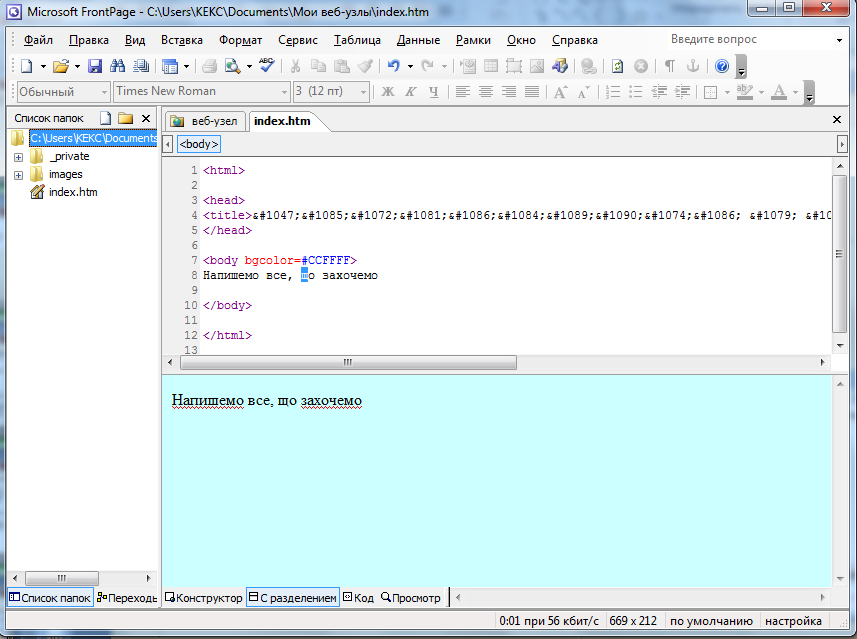 Microsoft FrontPage - C:\Users\KEKC\Documents\Мои веб-узлы\index.htm
Файл Правка Вид Вставка Формат Сервис Таблица Данные Рамки Окно Справка Введите вопрос
Обычный Times New Roman 3 (12 пт) Ж К Ч
Список папок
веб-узел index.htm
C:\Users\KEKC\Documents
_private
images
index.htm
<body>
1 <html>
2
3 <head>
4 <title>&#1047;&#1085;&#1072;&#1081;&#1086;&#1084;&#1089;&#1090;&#1074;&#1086; &#1079; &#10
5 </head>
6
7 <body bgcolor=#CCFFFF>
8 Напишемо все, що захочемо
9
10 </body>
11
12 </html>
13
Напишемо все, що захочемо
Список папок Переходы Конструктор С разделением Код Просмотр
0:01 при 56 кбит/с 669 x 212 по умолчанию настройка